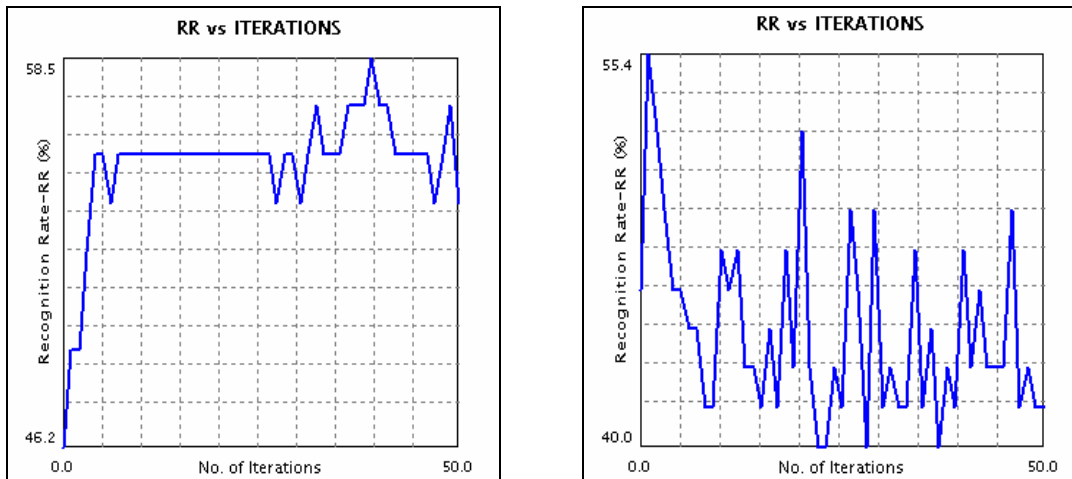 RR vs ITERATIONS
58.5
Recognition Rate-RR (%)
46.2
0.0
No. of Iterations
50.0
RR vs ITERATIONS
55.4
Recognition Rate-RR (%)
40.0
0.0
No. of Iterations
50.0